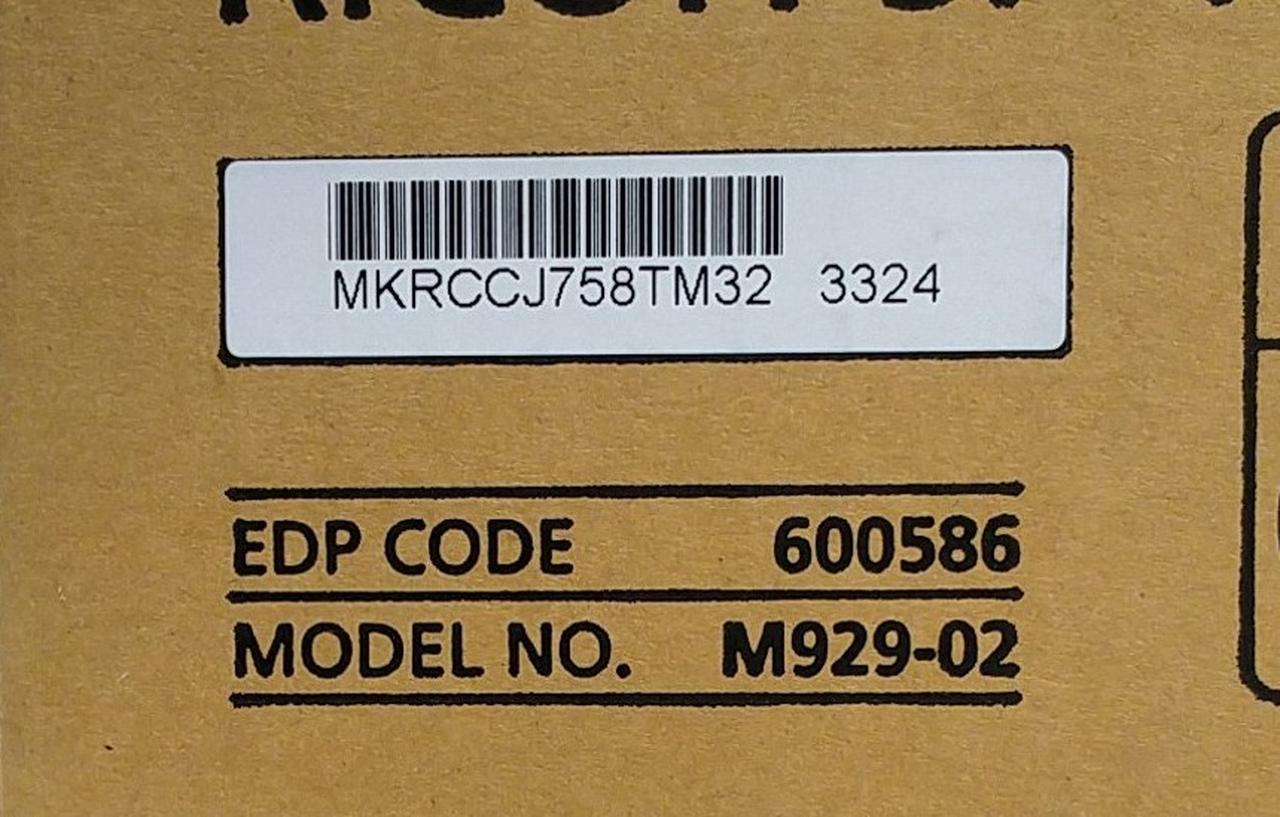 MKRCCJ758TM32 3324
EDP CODE 600586
MODEL NO. M929-02